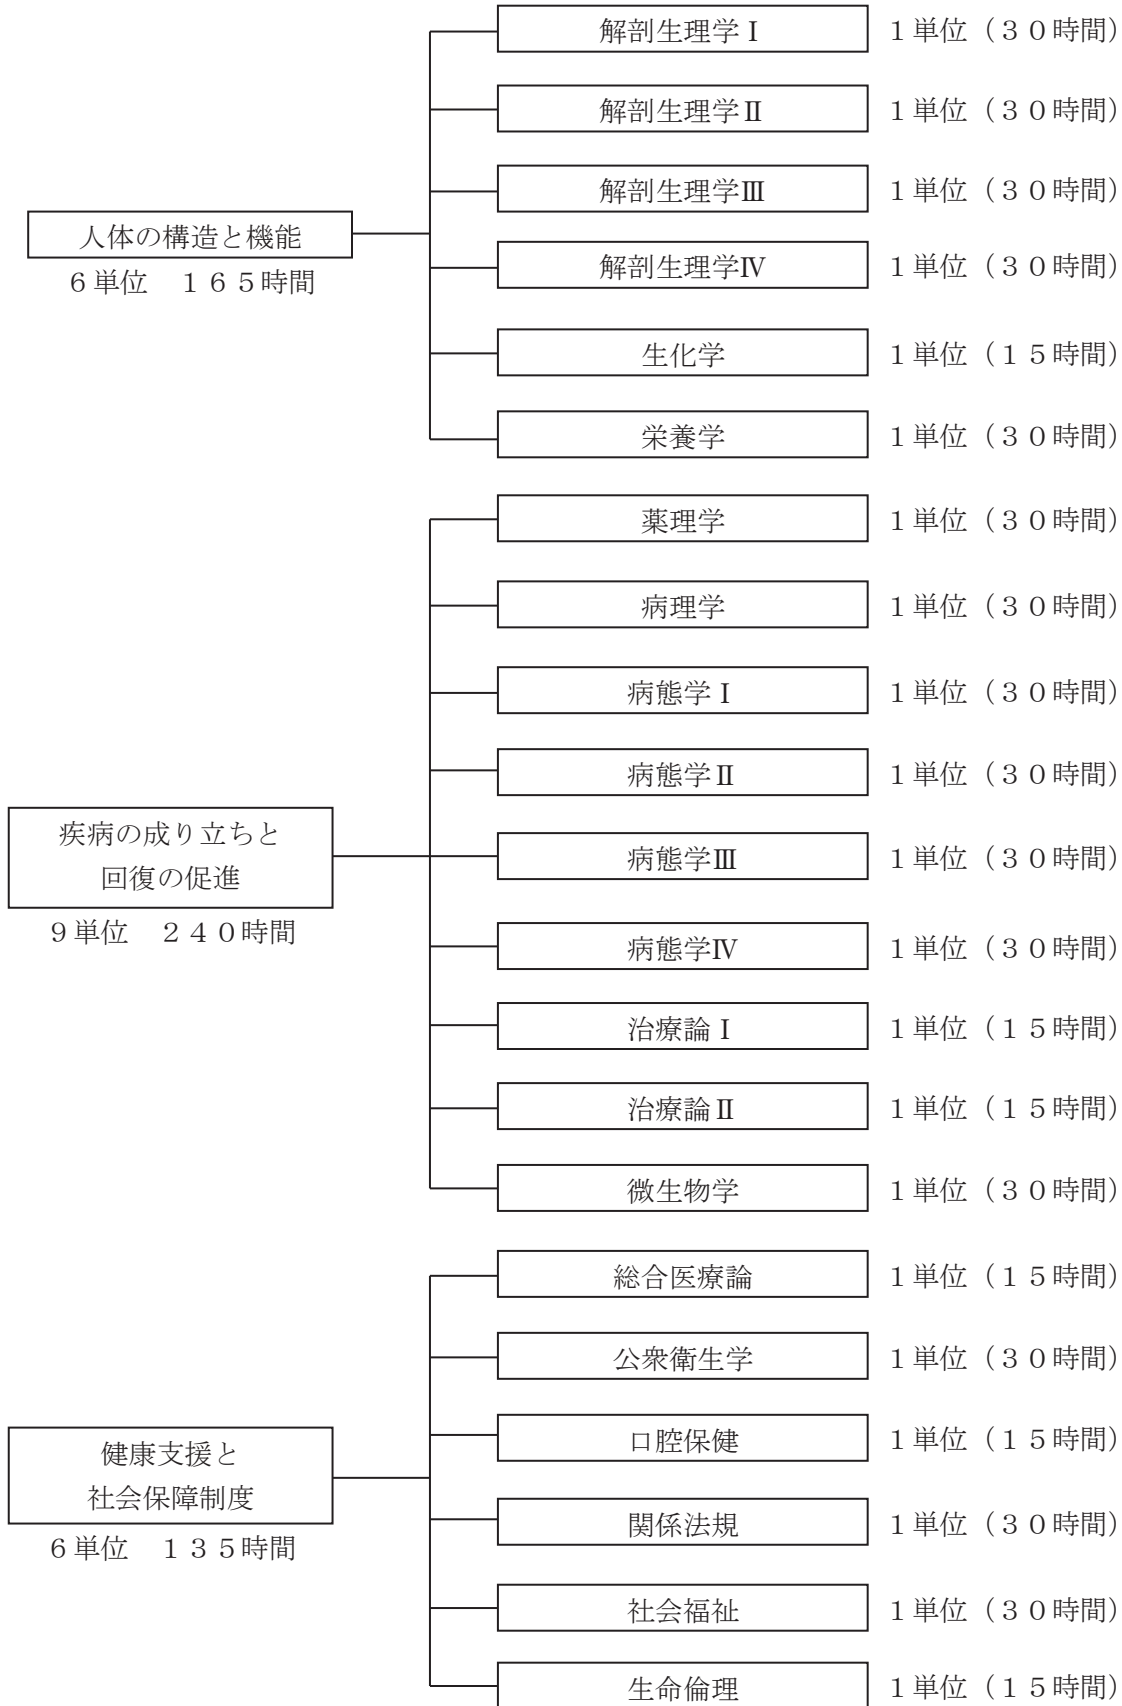 解剖生理学Ⅰ １単位（３０時間）
解剖生理学Ⅱ １単位（３０時間）
解剖生理学Ⅲ １単位（３０時間）
人体の構造と機能
６単位　１６５時間
解剖生理学Ⅳ １単位（３０時間）
生化学 １単位（１５時間）
栄養学 １単位（３０時間）
薬理学 １単位（３０時間）
病理学 １単位（３０時間）
病態学Ⅰ １単位（３０時間）
病態学Ⅱ １単位（３０時間）
疾病の成り立ちと
回復の促進
９単位　２４０時間
病態学Ⅲ １単位（３０時間）
病態学Ⅳ １単位（３０時間）
治療論Ⅰ １単位（１５時間）
治療論Ⅱ １単位（１５時間）
微生物学 １単位（３０時間）
総合医療論 １単位（１５時間）
公衆衛生学 １単位（３０時間）
口腔保健 １単位（１５時間）
健康支援と
社会保障制度
６単位　１３５時間
関係法規 １単位（３０時間）
社会福祉 １単位（３０時間）
生命倫理 １単位（１５時間）